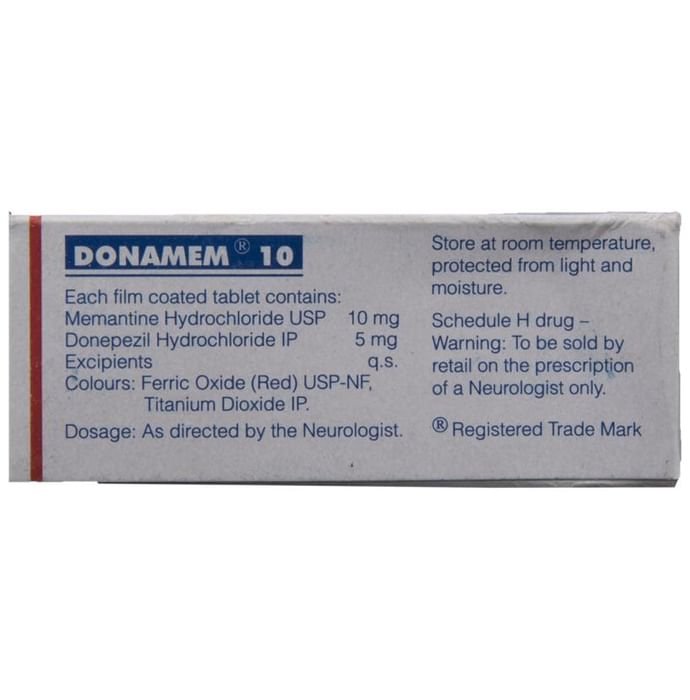 DONAMEM ® 10
Each film coated tablet contains:
Memantine Hydrochloride USP 10 mg
Donepezil Hydrochloride IP 5 mg
Excipients q.s.
Colours: Ferric Oxide (Red) USP-NF,
Titanium Dioxide IP.
Dosage: As directed by the Neurologist.
Store at room temperature,
protected from light and
moisture.
Schedule H drug –
Warning: To be sold by
retail on the prescription
of a Neurologist only.
® Registered Trade Mark